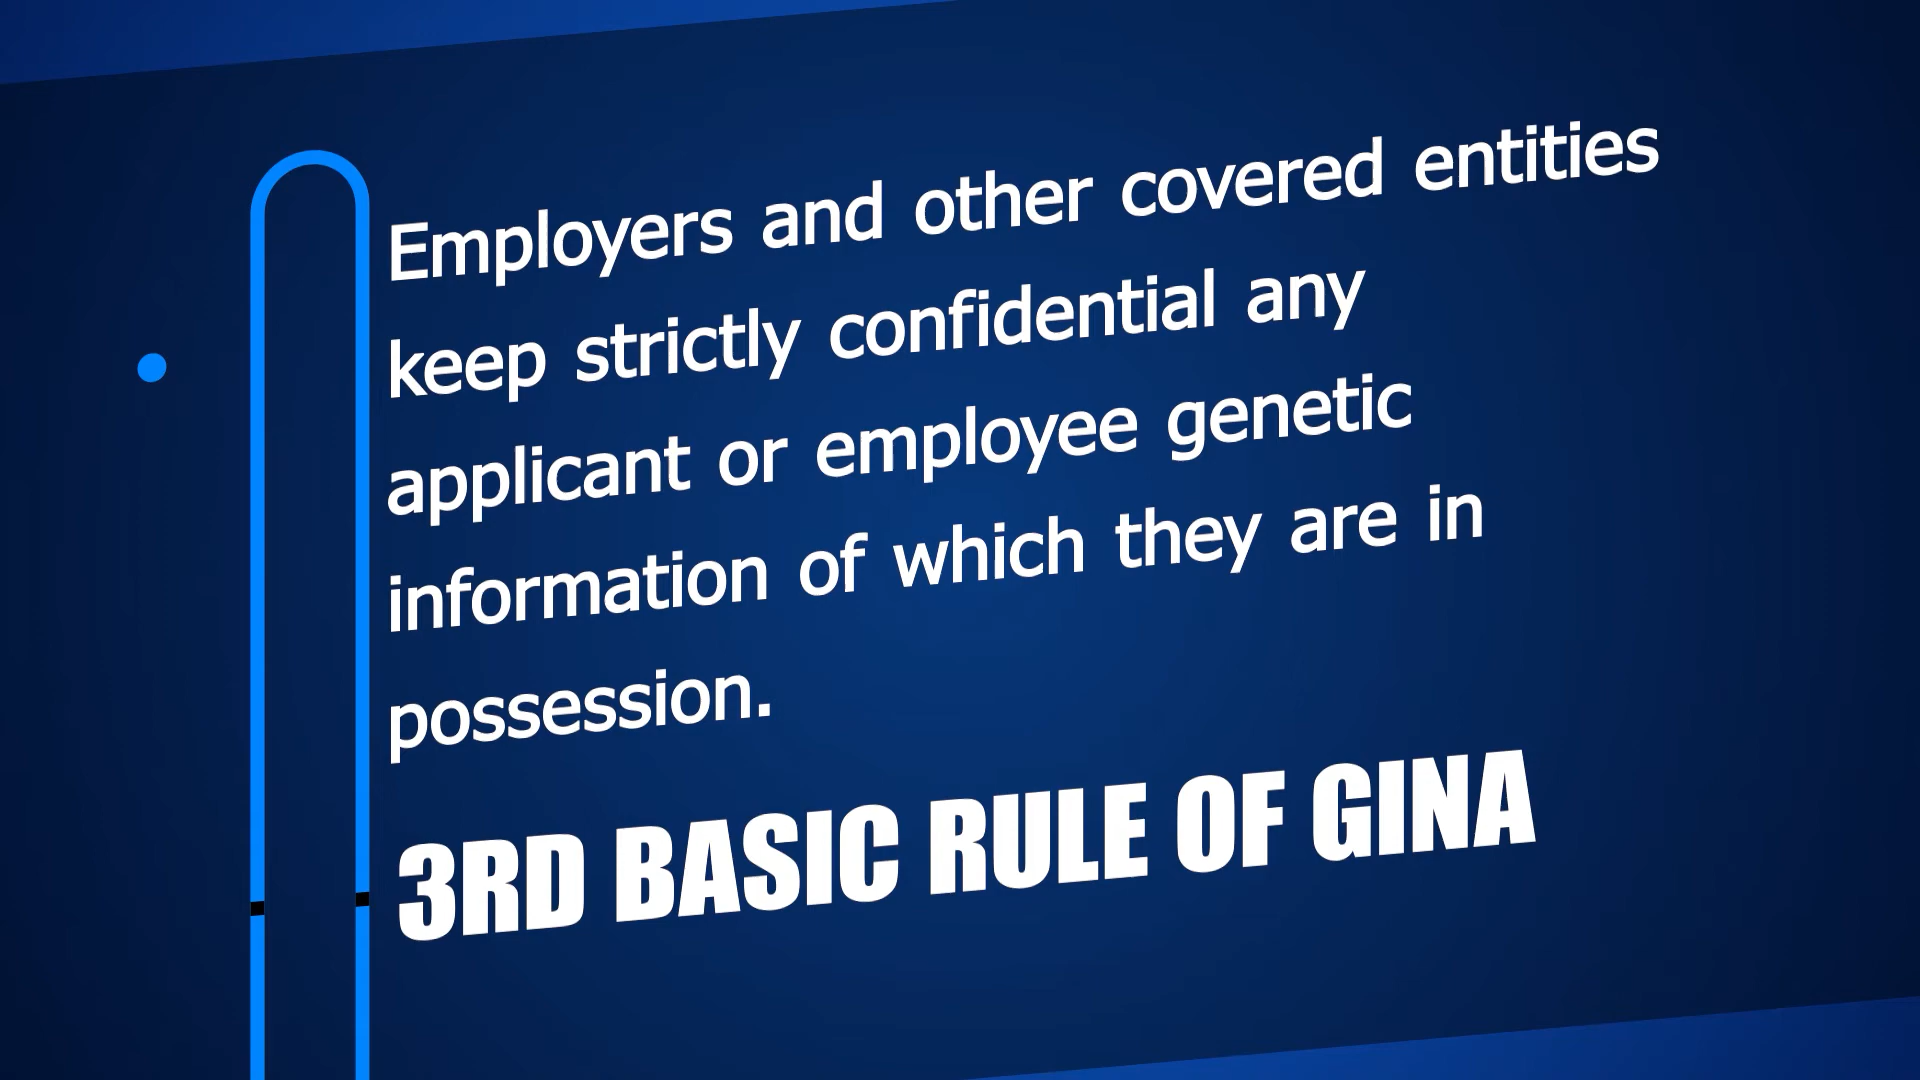 Employers and other covered entities
keep strictly confidential any
applicant or employee genetic
information of which they are in
possession.
3RD BASIC RULE OF GINA